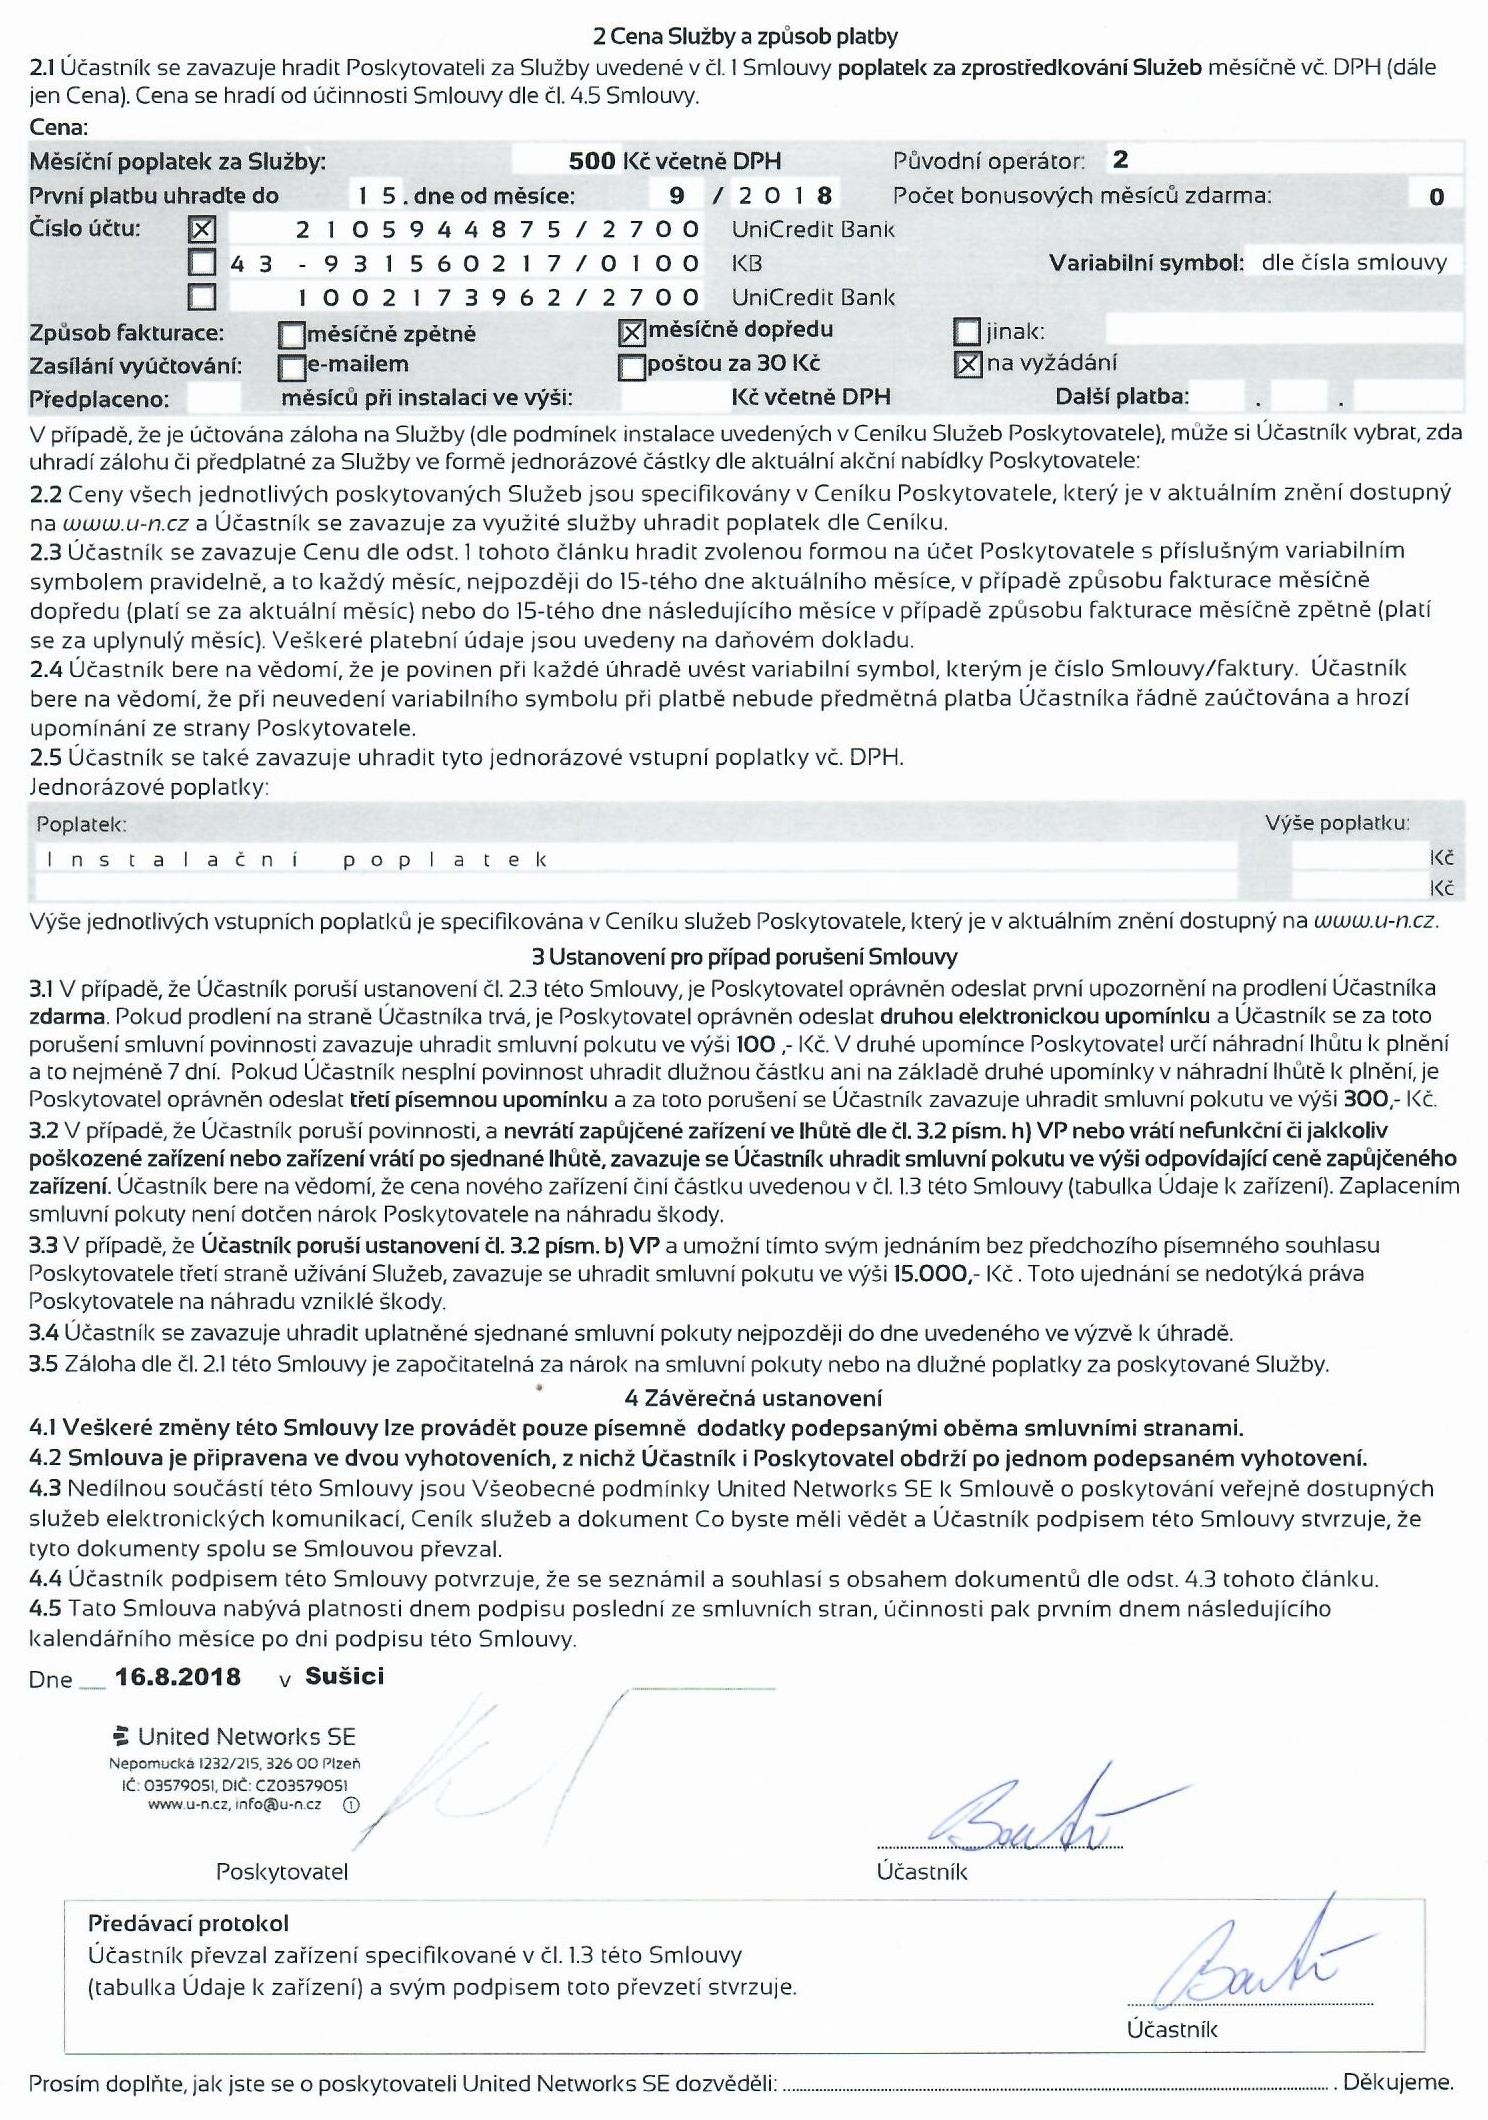 2 Cena Služby a způsob platby
2.1 Účastník se zavazuje hradit Poskytovateli za Služby uvedené v čl. 1 Smlouvy poplatek za zprostředkování Služeb měsíčně vč. DPH (dále
jen Cena). Cena se hradí od účinnosti Smlouvy dle čl. 4.5 Smlouvy.
Cena:
Měsíční poplatek za Služby: 500 Kč včetně DPH Původní operátor: 2
První platbu uhraďte do 15. dne od měsíce: 9 / 2018 Počet bonusových měsíců zdarma: 0
Číslo účtu: ☒ 2105944875/2700 UniCredit Bank
☐ 43 - 931560217/0100 KB Variabilní symbol: dle čísla smlouvy
☐ 1002173962/2700 UniCredit Bank
Způsob fakturace: ☐ měsíčně zpětně ☒ měsíčně dopředu ☐ jinak:
Zasílání vyúčtování: ☐ e-mailem ☐ poštou za 30 Kč ☒ na vyžádání
Předplaceno: měsíců při instalaci ve výši: Kč včetně DPH Další platba: . .
V případě, že je účtována záloha na Služby (dle podmínek instalace uvedených v Ceníku Služeb Poskytovatele), může si Účastník vybrat, zda
uhradí zálohu či předplatné za Služby ve formě jednorázové částky dle aktuální akční nabídky Poskytovatele:
2.2 Ceny všech jednotlivých poskytovaných Služeb jsou specifikovány v Ceníku Poskytovatele, který je v aktuálním znění dostupný
na www.u-n.cz a Účastník se zavazuje za využité služby uhradit poplatek dle Ceníku.
2.3 Účastník se zavazuje Cenu dle odst. 1 tohoto článku hradit zvolenou formou na účet Poskytovatele s příslušným variabilním
symbolem pravidelně, a to každý měsíc, nejpozději do 15-tého dne aktuálního měsíce, v případě způsobu fakturace měsíčně
dopředu (platí se za aktuální měsíc) nebo do 15-tého dne následujícího měsíce v případě způsobu fakturace měsíčně zpětně (platí
se za uplynulý měsíc). Veškeré platební údaje jsou uvedeny na daňovém dokladu.
2.4 Účastník bere na vědomí, že je povinen při každé úhradě uvést variabilní symbol, kterým je číslo Smlouvy/faktury. Účastník
bere na vědomí, že při neuvedení variabilního symbolu při platbě nebude předmětná platba Účastníka řádně zaúčtována a hrozí
upomínání ze strany Poskytovatele.
2.5 Účastník se také zavazuje uhradit tyto jednorázové vstupní poplatky vč. DPH.
Jednorázové poplatky:
Poplatek: Výše poplatku:
Instalační poplatek Kč
Kč
Výše jednotlivých vstupních poplatků je specifikována v Ceníku služeb Poskytovatele, který je v aktuálním znění dostupný na www.u-n.cz.
3 Ustanovení pro případ porušení Smlouvy
3.1 V případě, že Účastník poruší ustanovení čl. 2.3 této Smlouvy, je Poskytovatel oprávněn odeslat první upozornění na prodlení Účastníka
zdarma. Pokud prodlení na straně Účastníka trvá, je Poskytovatel oprávněn odeslat druhou elektronickou upomínku a Účastník se za toto
porušení smluvní povinnosti zavazuje uhradit smluvní pokutu ve výši 100 ,- Kč. V druhé upomínce Poskytovatel určí náhradní lhůtu k plnění
a to nejméně 7 dní. Pokud Účastník nesplní povinnost uhradit dlužnou částku ani na základě druhé upomínky v náhradní lhůtě k plnění, je
Poskytovatel oprávněn odeslat třetí písemnou upomínku a za toto porušení se Účastník zavazuje uhradit smluvní pokutu ve výši 300,- Kč.
3.2 V případě, že Účastník poruší povinnosti, a nevrátí zapůjčené zařízení ve lhůtě dle čl. 3.2 písm. h) VP nebo vrátí nefunkční či jakkoliv
poškozené zařízení nebo zařízení vrátí po sjednané lhůtě, zavazuje se Účastník uhradit smluvní pokutu ve výši odpovídající ceně zapůjčeného
zařízení. Účastník bere na vědomí, že cena nového zařízení činí částku uvedenou v čl. 1.3 této Smlouvy (tabulka Údaje k zařízení). Zaplacením
smluvní pokuty není dotčen nárok Poskytovatele na náhradu škody.
3.3 V případě, že Účastník poruší ustanovení čl. 3.2 písm. b) VP a umožní tímto svým jednáním bez předchozího písemného souhlasu
Poskytovatele třetí straně užívání Služeb, zavazuje se uhradit smluvní pokutu ve výši 15.000,- Kč . Toto ujednání se nedotýká práva
Poskytovatele na náhradu vzniklé škody.
3.4 Účastník se zavazuje uhradit uplatněné sjednané smluvní pokuty nejpozději do dne uvedeného ve výzvě k úhradě.
3.5 Záloha dle čl. 2.1 této Smlouvy je započitatelná za nárok na smluvní pokuty nebo na dlužné poplatky za poskytované Služby.
4 Závěrečná ustanovení
4.1 Veškeré změny této Smlouvy lze provádět pouze písemně dodatky podepsanými oběma smluvními stranami.
4.2 Smlouva je připravena ve dvou vyhotoveních, z nichž Účastník i Poskytovatel obdrží po jednom podepsaném vyhotovení.
4.3 Nedílnou součástí této Smlouvy jsou Všeobecné podmínky United Networks SE k Smlouvě o poskytování veřejně dostupných
služeb elektronických komunikací, Ceník služeb a dokument Co byste měli vědět a Účastník podpisem této Smlouvy stvrzuje, že
tyto dokumenty spolu se Smlouvou převzal.
4.4 Účastník podpisem této Smlouvy potvrzuje, že se seznámil a souhlasí s obsahem dokumentů dle odst. 4.3 tohoto článku.
4.5 Tato Smlouva nabývá platnosti dnem podpisu poslední ze smluvních stran, účinnosti pak prvním dnem následujícího
kalendářního měsíce po dni podpisu této Smlouvy.
Dne 16.8.2018 v Sušici
United Networks SE
Nepomucká 1232/215, 326 00 Plzeň
IČ: 03579051, DIČ: CZ03579051
www.u-n.cz, info@u-n.cz ①
Poskytovatel Účastník
Předávací protokol
Účastník převzal zařízení specifikované v čl. 1.3 této Smlouvy
(tabulka Údaje k zařízení) a svým podpisem toto převzetí stvrzuje.
Účastník
Prosím doplňte, jak jste se o poskytovateli United Networks SE dozvěděli: . Děkujeme.